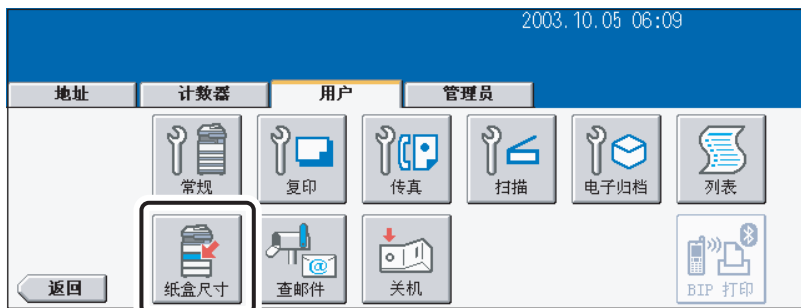 2003.10.05 06:09
地址 计数器 用户 管理员
常规 复印 传真 扫描 电子归档 列表
返回 纸盒尺寸 查邮件 关机 BIP 打印